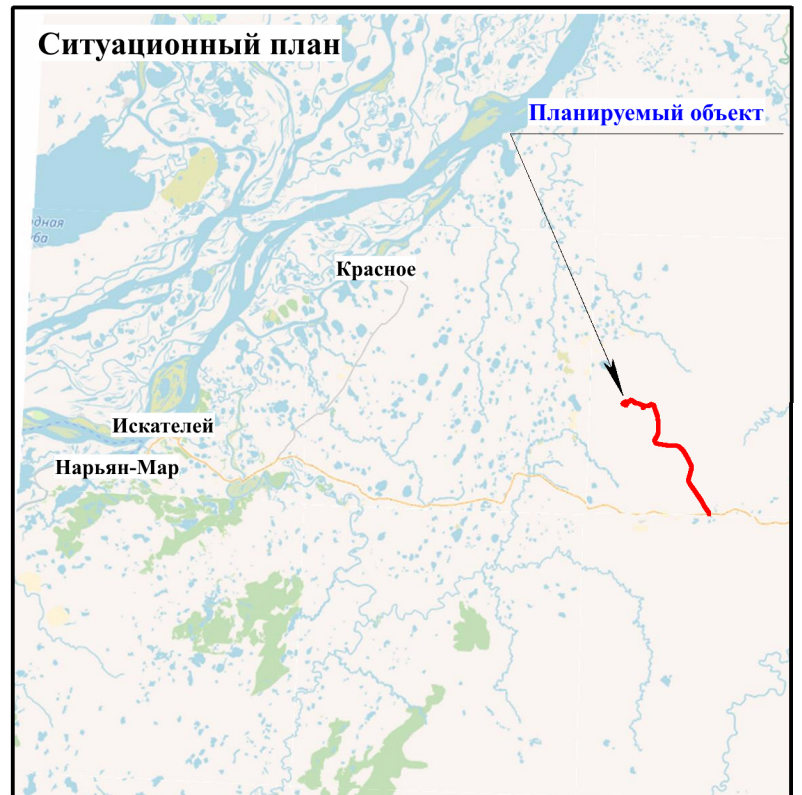 Ситуационный план
Планируемый объект
Красное
Искателей
Нарьян-Мар